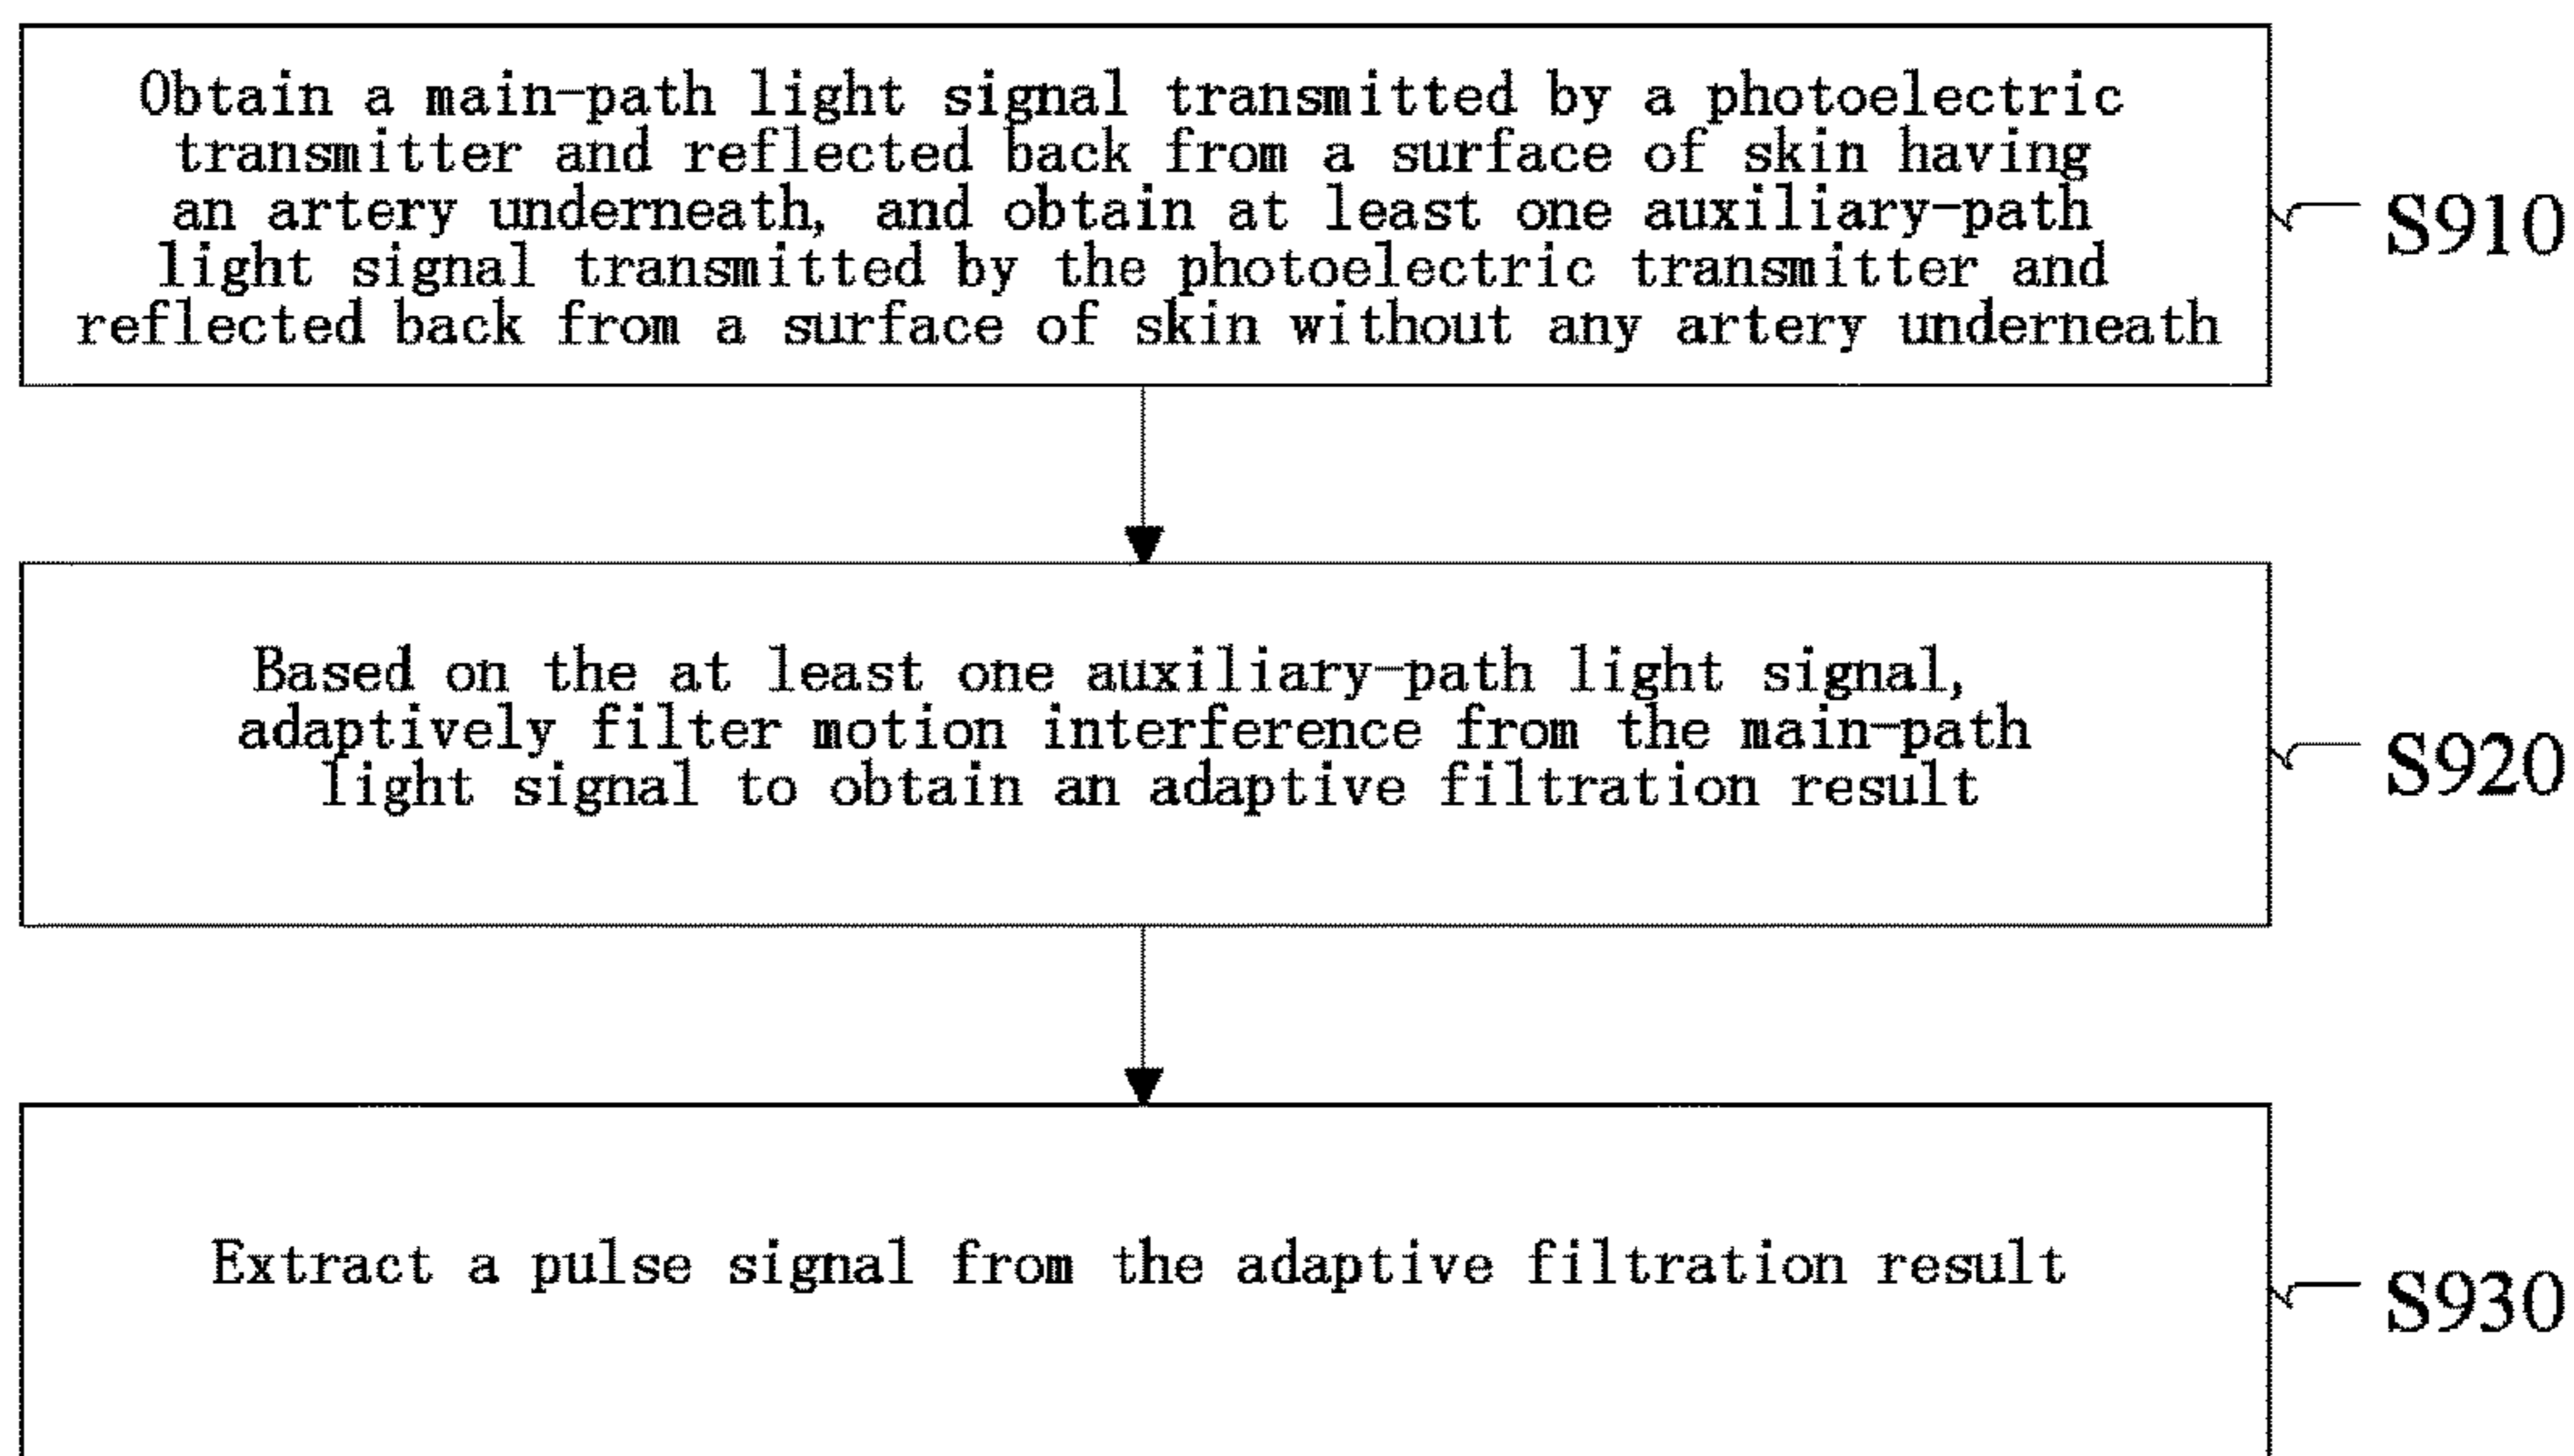 Obtain a main-path light signal transmitted by a photoelectric
transmitter and reflected back from a surface of skin having
an artery underneath, and obtain at least one auxiliary-path
light signal transmitted by the photoelectric transmitter and
reflected back from a surface of skin without any artery underneath
S910
Based on the at least one auxiliary-path light signal,
adaptively filter motion interference from the main-path
light signal to obtain an adaptive filtration result
S920
Extract a pulse signal from the adaptive filtration result
S930